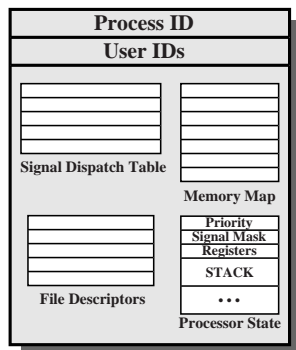 Process ID
User IDs
Signal Dispatch Table
Memory Map
File Descriptors
Priority
Signal Mask
Registers
STACK
•••
Processor State